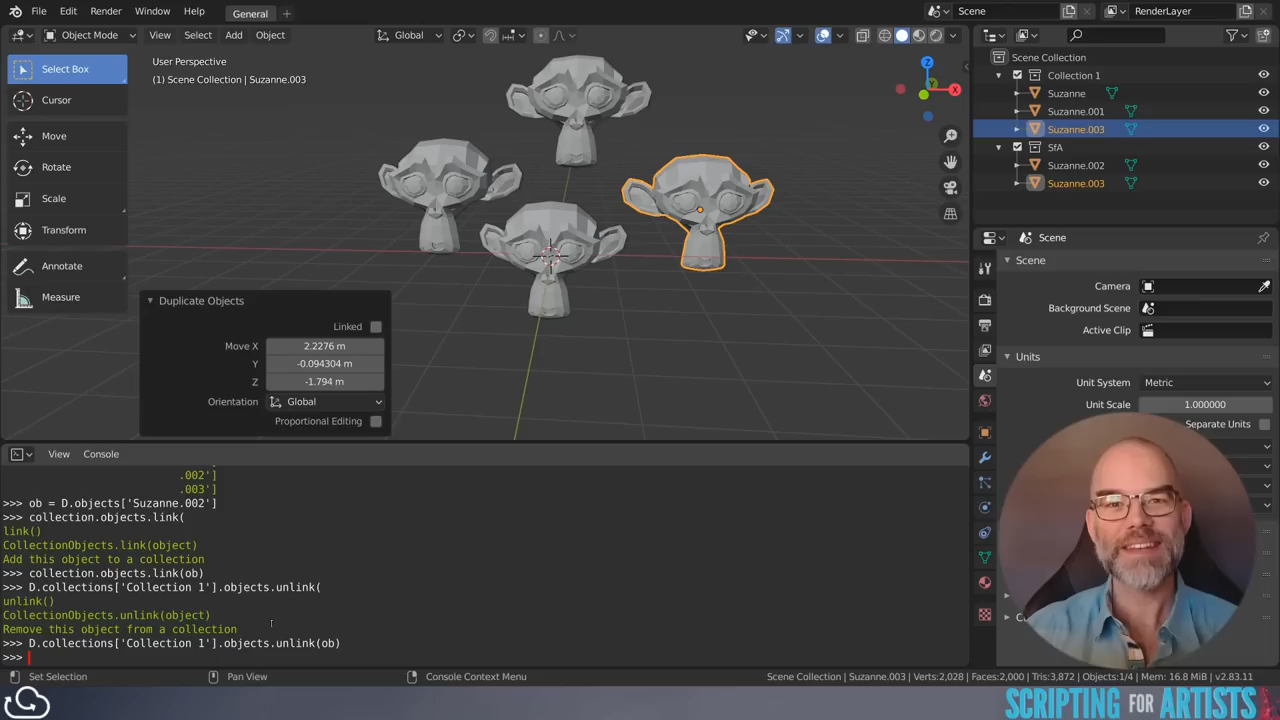 File Edit Render Window Help General + Scene RenderLayer
Object Mode View Select Add Object Global
Select Box
Cursor
Move
Rotate
Scale
Transform
Annotate
Measure
User Perspective
(1) Scene Collection | Suzanne.003
Z
Y
X
Duplicate Objects
Linked
Move X 2.2276 m
Y -0.094304 m
Z -1.794 m
Orientation Global
Proportional Editing
Scene Collection
Collection 1
Suzanne
Suzanne.001
Suzanne.003
SfA
Suzanne.002
Suzanne.003
Scene
Scene
Camera
Background Scene
Active Clip
Units
Unit System Metric
Unit Scale 1.000000
Separate Units
View Console
.002']
.003']
>>> ob = D.objects['Suzanne.002']
>>> collection.objects.link(
link()
CollectionObjects.link(object)
Add this object to a collection
>>> collection.objects.link(ob)
>>> D.collections['Collection 1'].objects.unlink(
unlink()
CollectionObjects.unlink(object)
Remove this object from a collection
>>> D.collections['Collection 1'].objects.unlink(ob)
>>>
Set Selection Pan View Console Context Menu Scene Collection | Suzanne.003 | Verts:2,028 | Faces:2,000 | Tris:3,872 | Objects:1/4 | Mem: 16.8 MiB | v2.83.11
SCRIPTING FOR ARTISTS